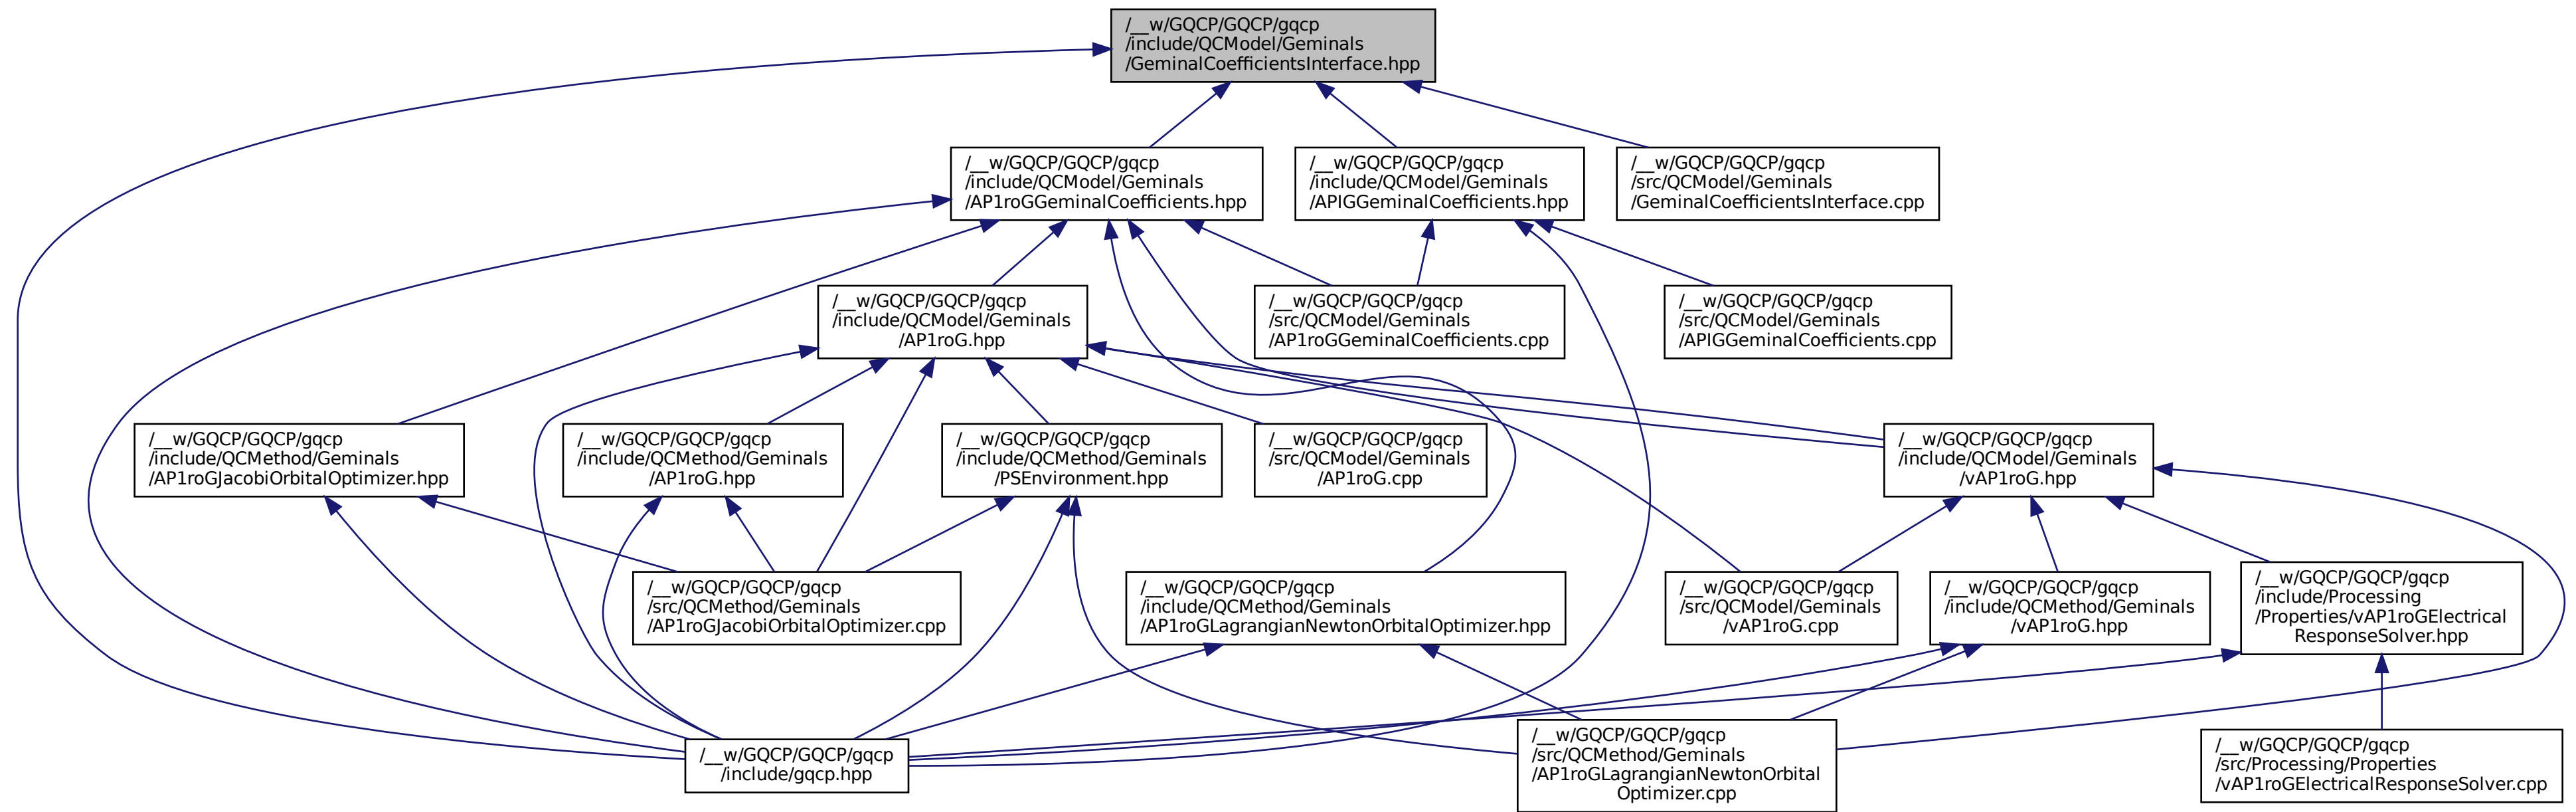 /__w/GQCP/GQCP/gqcp
/include/QCModel/Geminals
/GeminalCoefficientsInterface.hpp
/__w/GQCP/GQCP/gqcp
/include/QCModel/Geminals
/AP1roGGeminalCoefficients.hpp
/__w/GQCP/GQCP/gqcp
/include/QCModel/Geminals
/APIGGeminalCoefficients.hpp
/__w/GQCP/GQCP/gqcp
/src/QCModel/Geminals
/GeminalCoefficientsInterface.cpp
/__w/GQCP/GQCP/gqcp
/include/QCModel/Geminals
/AP1roG.hpp
/__w/GQCP/GQCP/gqcp
/src/QCModel/Geminals
/AP1roGGeminalCoefficients.cpp
/__w/GQCP/GQCP/gqcp
/src/QCModel/Geminals
/APIGGeminalCoefficients.cpp
/__w/GQCP/GQCP/gqcp
/include/QCMethod/Geminals
/AP1roGJacobiOrbitalOptimizer.hpp
/__w/GQCP/GQCP/gqcp
/include/QCMethod/Geminals
/AP1roG.hpp
/__w/GQCP/GQCP/gqcp
/include/QCMethod/Geminals
/PSEnvironment.hpp
/__w/GQCP/GQCP/gqcp
/src/QCModel/Geminals
/AP1roG.cpp
/__w/GQCP/GQCP/gqcp
/include/QCModel/Geminals
/vAP1roG.hpp
/__w/GQCP/GQCP/gqcp
/src/QCMethod/Geminals
/AP1roGJacobiOrbitalOptimizer.cpp
/__w/GQCP/GQCP/gqcp
/include/QCMethod/Geminals
/AP1roGLagrangianNewtonOrbitalOptimizer.hpp
/__w/GQCP/GQCP/gqcp
/src/QCModel/Geminals
/vAP1roG.cpp
/__w/GQCP/GQCP/gqcp
/include/QCMethod/Geminals
/vAP1roG.hpp
/__w/GQCP/GQCP/gqcp
/include/Processing
/Properties/vAP1roGElectrical
ResponseSolver.hpp
/__w/GQCP/GQCP/gqcp
/include/gqcp.hpp
/__w/GQCP/GQCP/gqcp
/src/QCMethod/Geminals
/AP1roGLagrangianNewtonOrbital
Optimizer.cpp
/__w/GQCP/GQCP/gqcp
/src/Processing/Properties
/vAP1roGElectricalResponseSolver.cpp